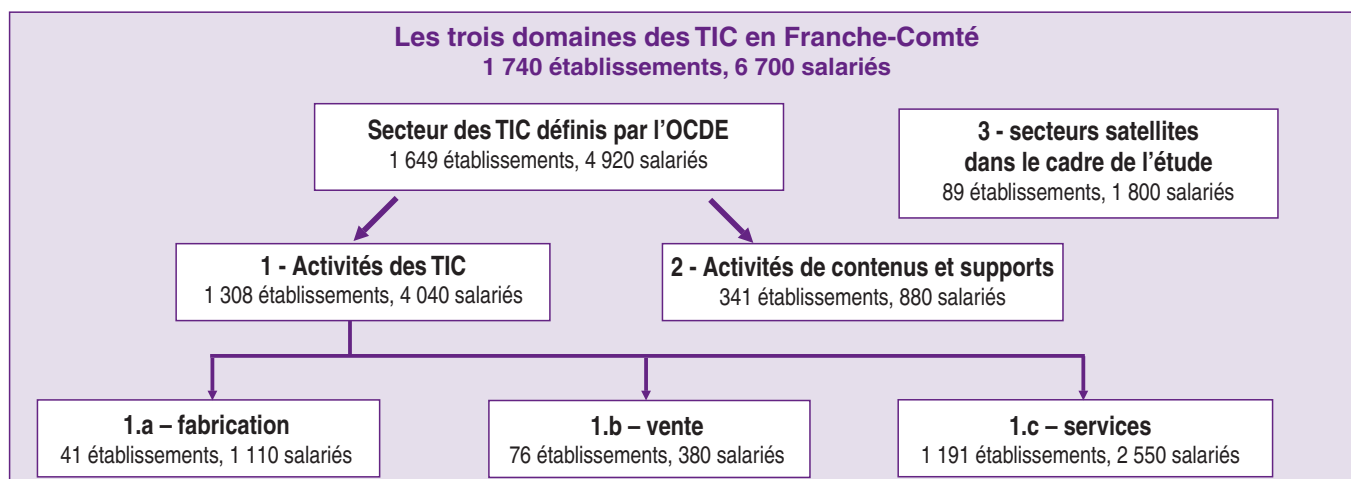 Les trois domaines des TIC en Franche-Comté
1 740 établissements, 6 700 salariés
Secteur des TIC définis par l'OCDE
1 649 établissements, 4 920 salariés
3 - secteurs satellites
dans le cadre de l'étude
89 établissements, 1 800 salariés
1 - Activités des TIC
1 308 établissements, 4 040 salariés
2 - Activités de contenus et supports
341 établissements, 880 salariés
1.a – fabrication
41 établissements, 1 110 salariés
1.b – vente
76 établissements, 380 salariés
1.c – services
1 191 établissements, 2 550 salariés